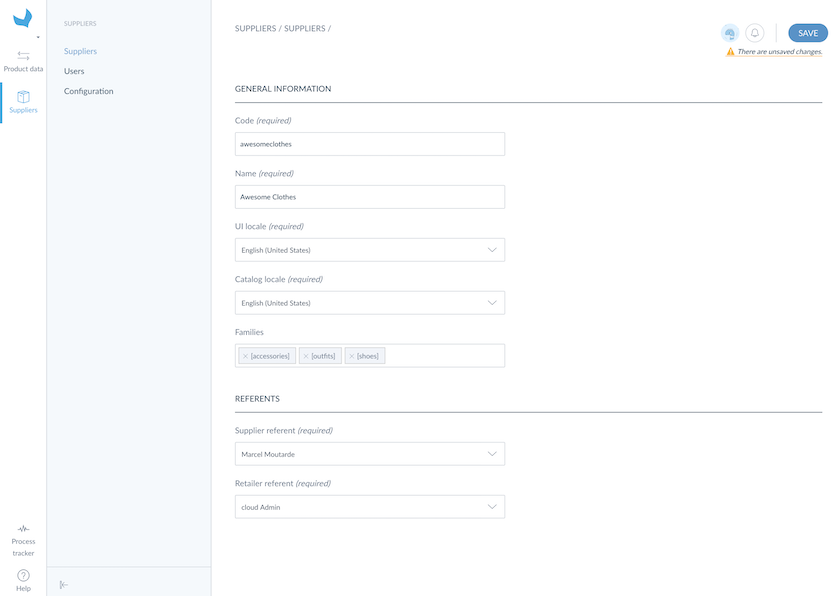 Product data
Suppliers
Process
tracker
Help
SUPPLIERS
Suppliers
Users
Configuration
SUPPLIERS / SUPPLIERS /
SAVE
There are unsaved changes.
GENERAL INFORMATION
Code (required)
awesomeclothes
Name (required)
Awesome Clothes
UI locale (required)
English (United States)
Catalog locale (required)
English (United States)
Families
× [accessories] × [outfits] × [shoes]
REFERENTS
Supplier referent (required)
Marcel Moutarde
Retailer referent (required)
cloud Admin